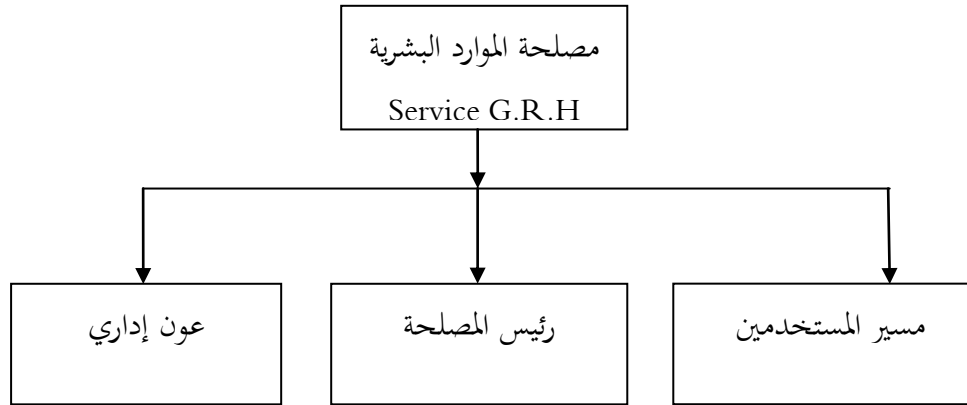 مصلحة الموارد البشرية
Service G.R.H
مسير المستخدمين
رئيس المصلحة
عون إداري